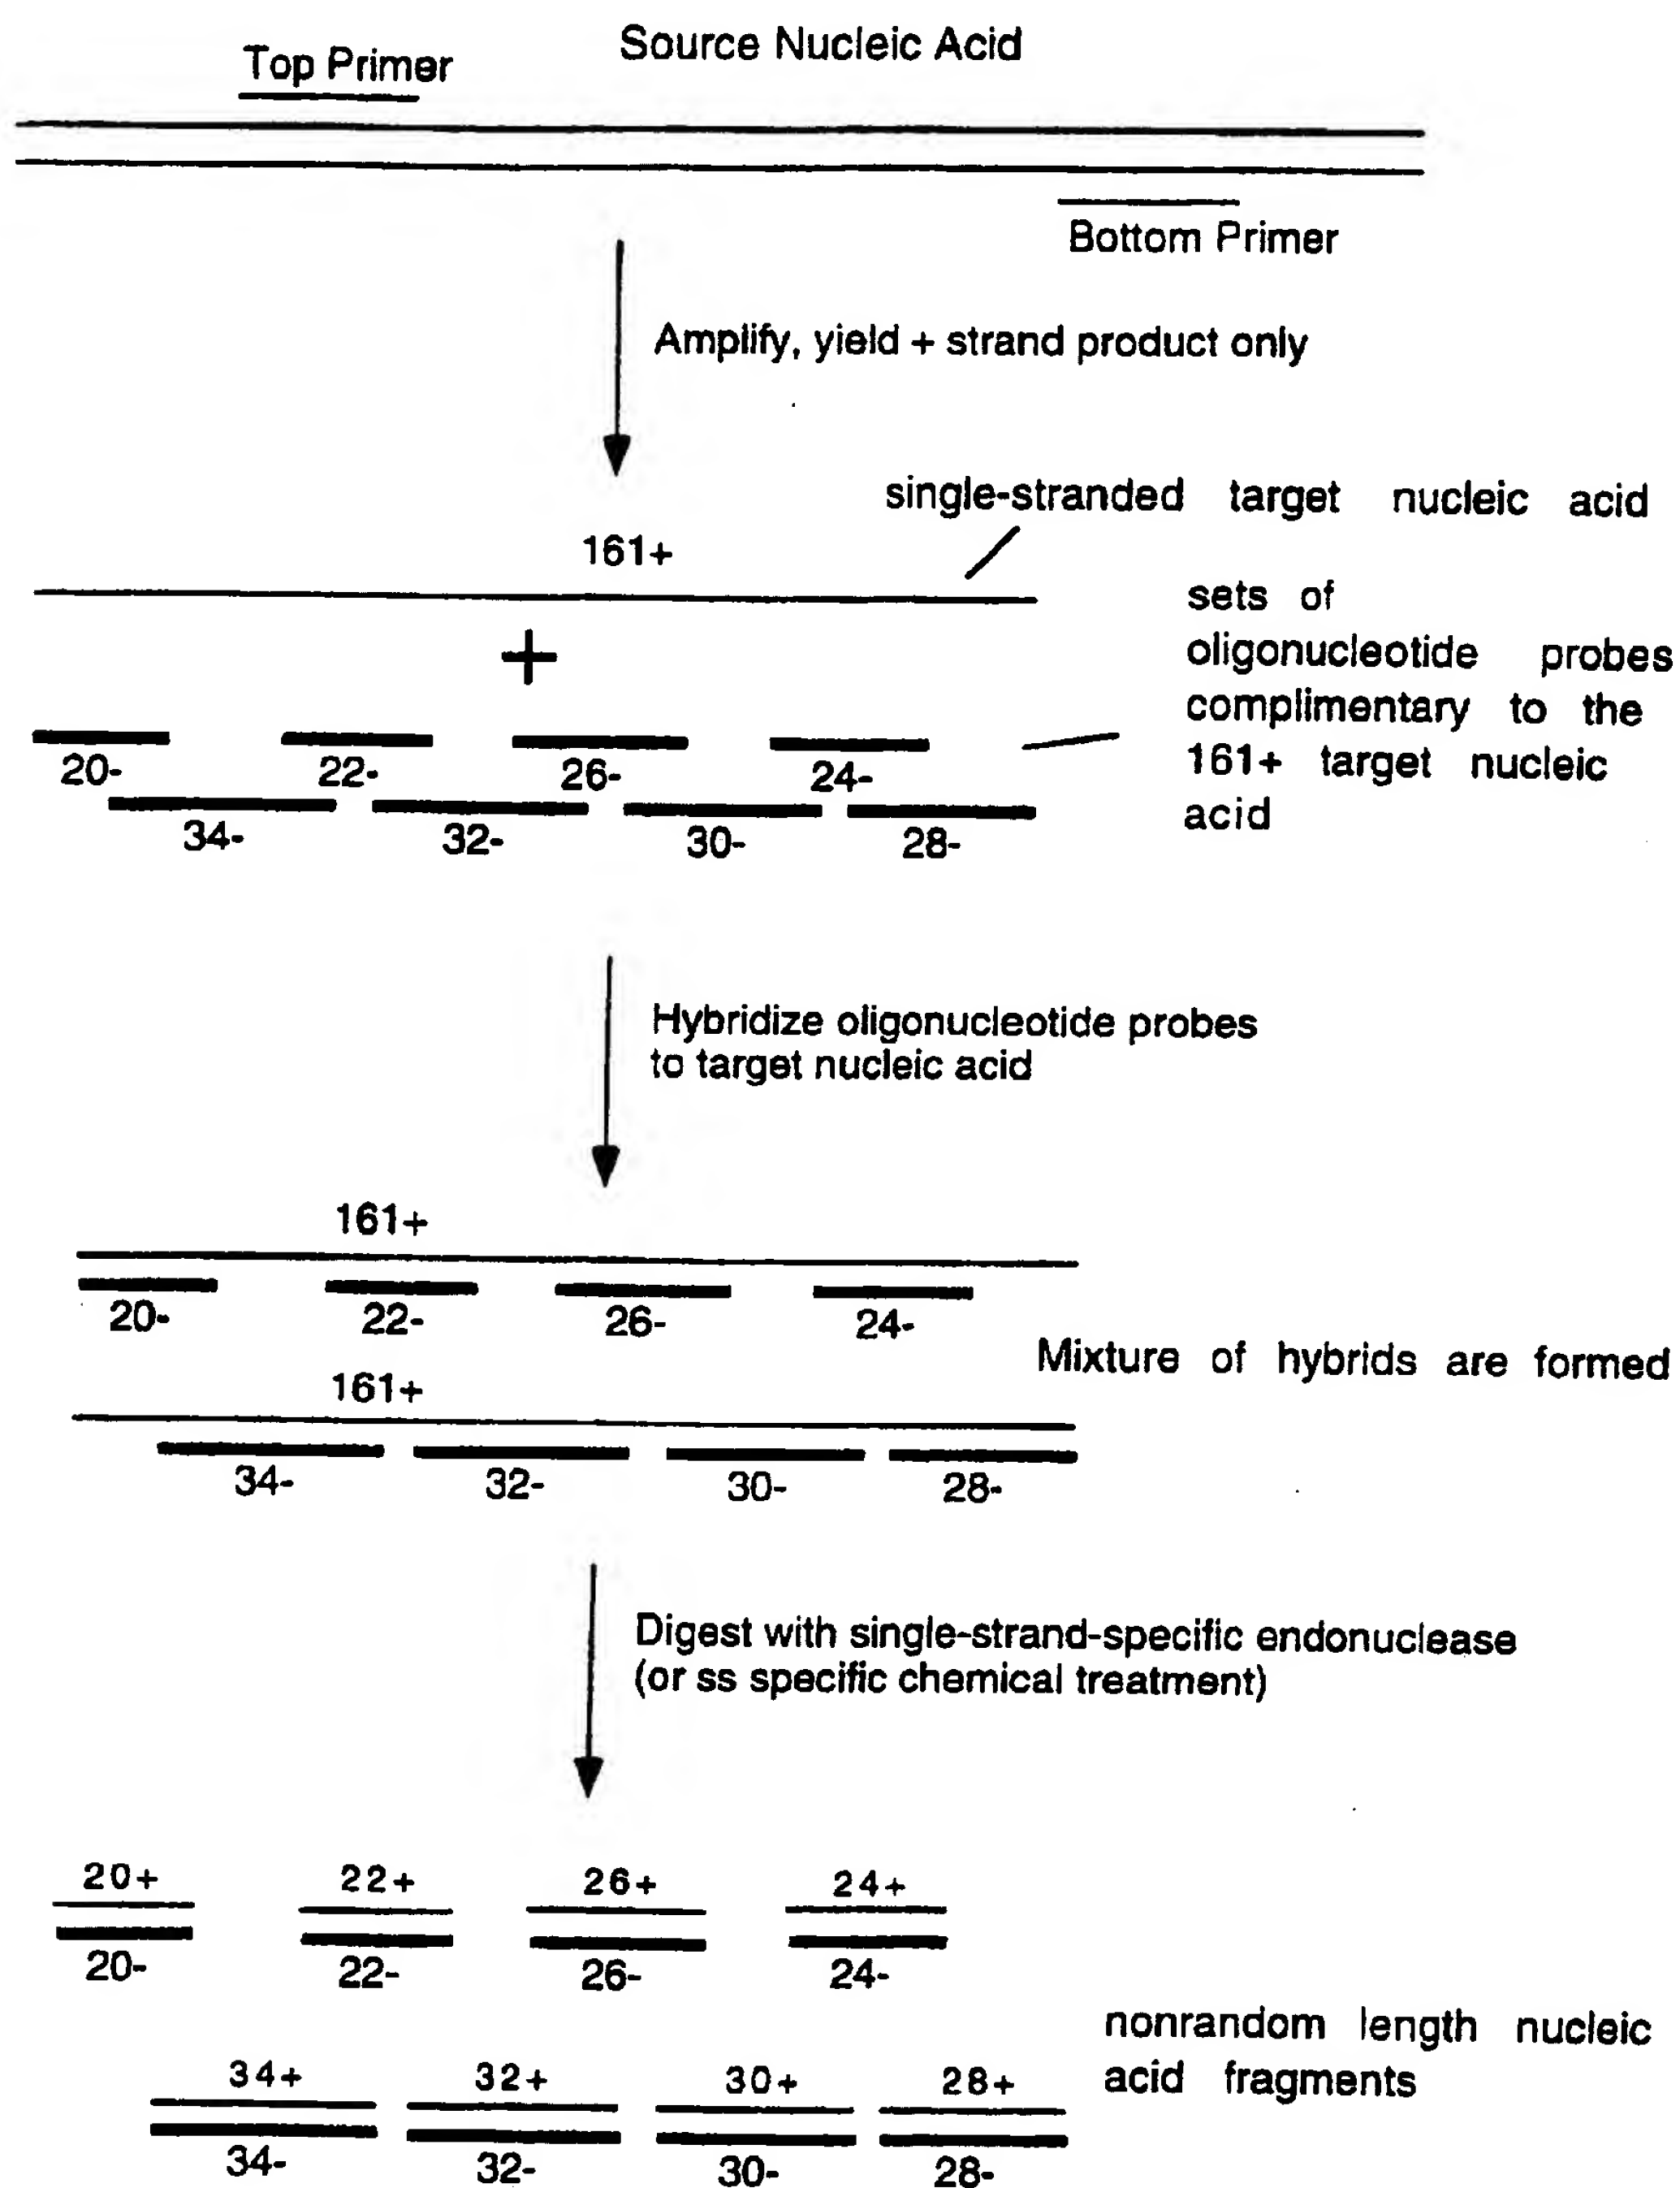 Source Nucleic Acid
Top Primer
Bottom Primer
Amplify, yield + strand product only
single-stranded target nucleic acid
161+
sets of
oligonucleotide probes
complimentary to the
161+ target nucleic
acid
+
20- 22- 26- 24-
34- 32- 30- 28-
Hybridize oligonucleotide probes
to target nucleic acid
161+
20- 22- 26- 24-
Mixture of hybrids are formed
161+
34- 32- 30- 28-
Digest with single-strand-specific endonuclease
(or ss specific chemical treatment)
20+ 22+ 26+ 24+
20- 22- 26- 24-
nonrandom length nucleic
acid fragments
34+ 32+ 30+ 28+
34- 32- 30- 28-